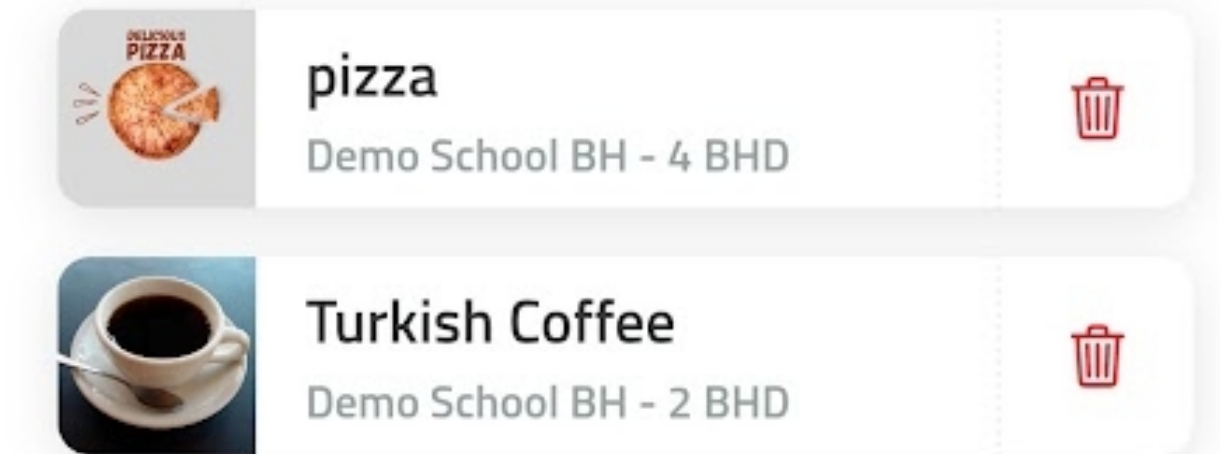 DELICIOUS
PIZZA
pizza
Demo School BH - 4 BHD
Turkish Coffee
Demo School BH - 2 BHD